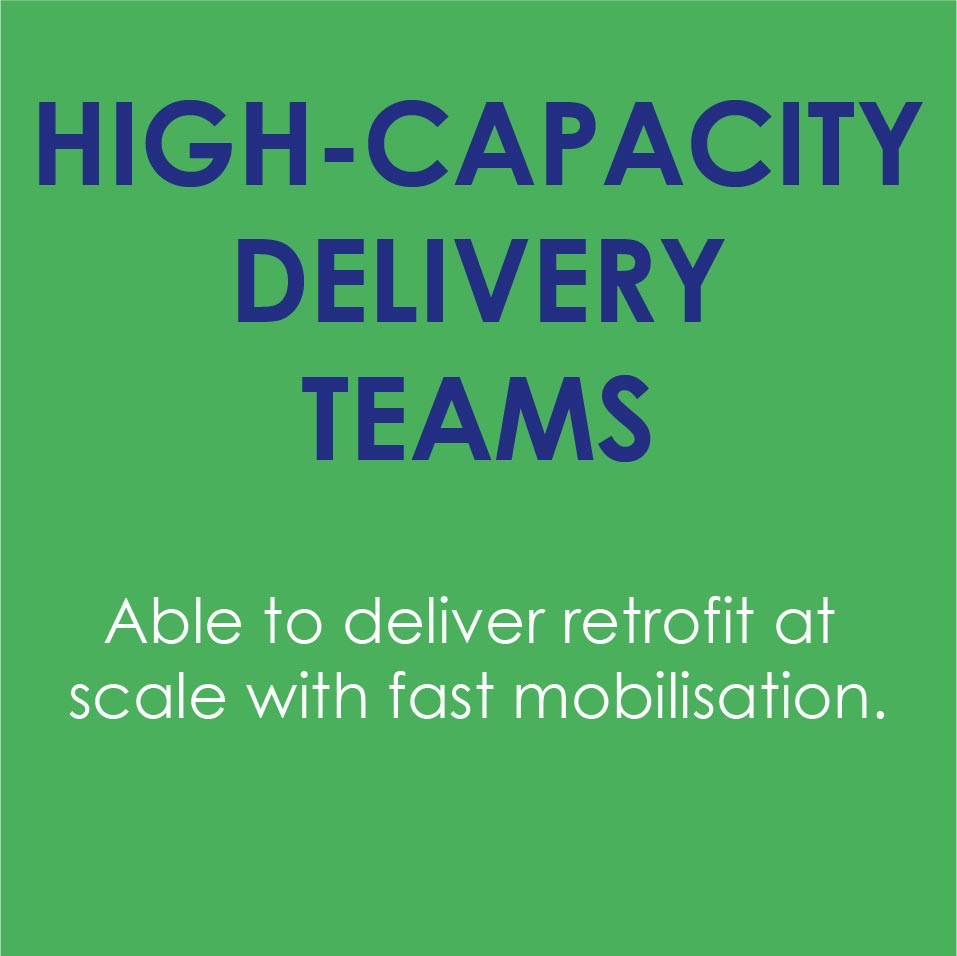 HIGH-CAPACITY
DELIVERY
TEAMS
Able to deliver retrofit at
scale with fast mobilisation.